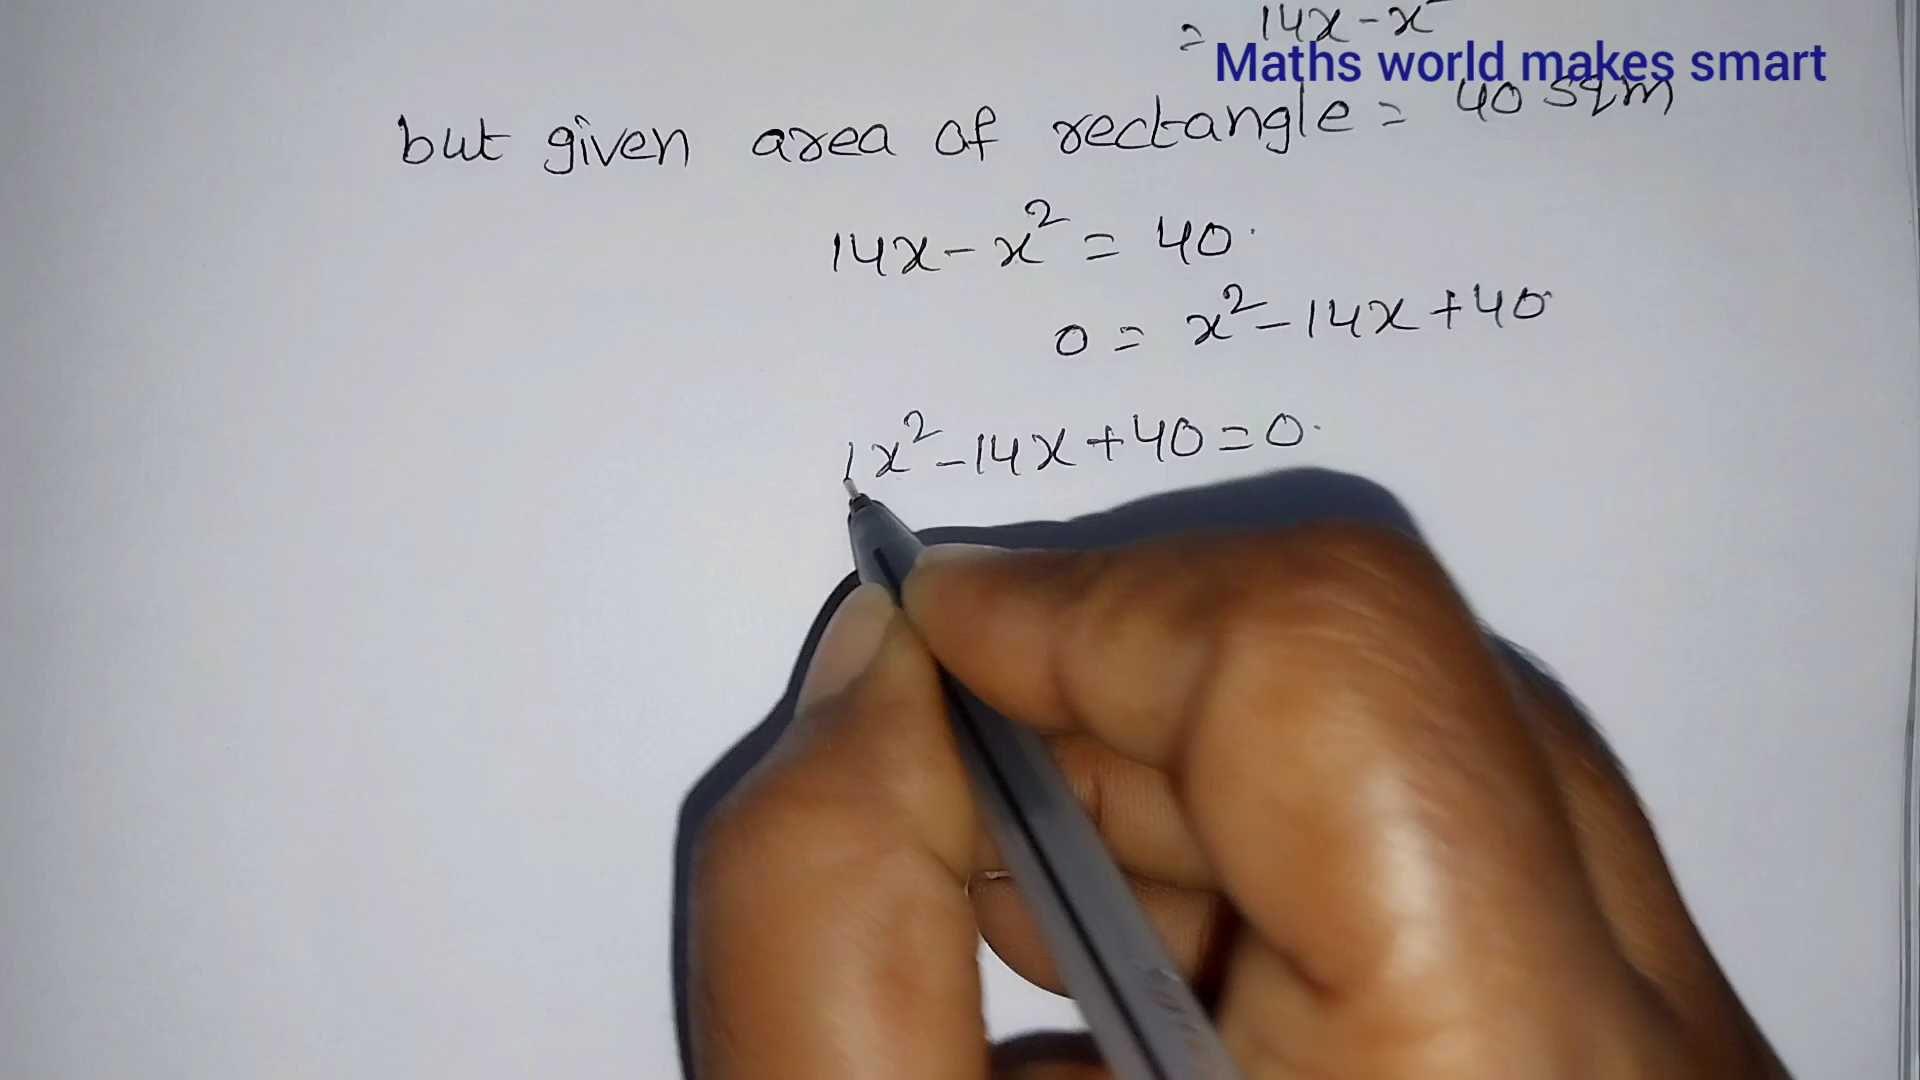 = 14x - x
Maths world makes smart
but given area of rectangle = 40 sqm
14x - x² = 40
0 = x² - 14x + 40
1x² - 14x + 40 = 0